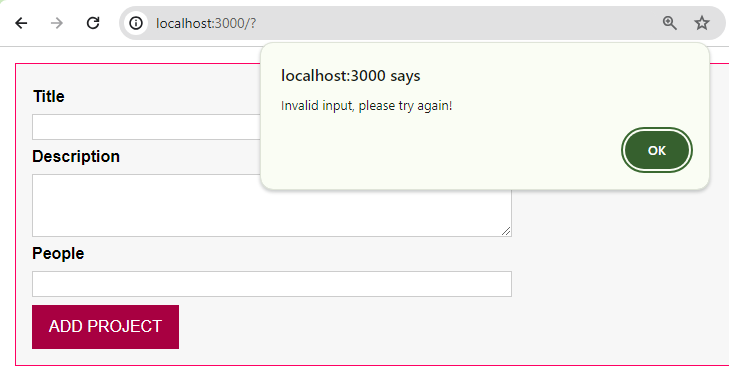 localhost:3000/?
localhost:3000 says
Invalid input, please try again!
OK
Title
Description
People
ADD PROJECT